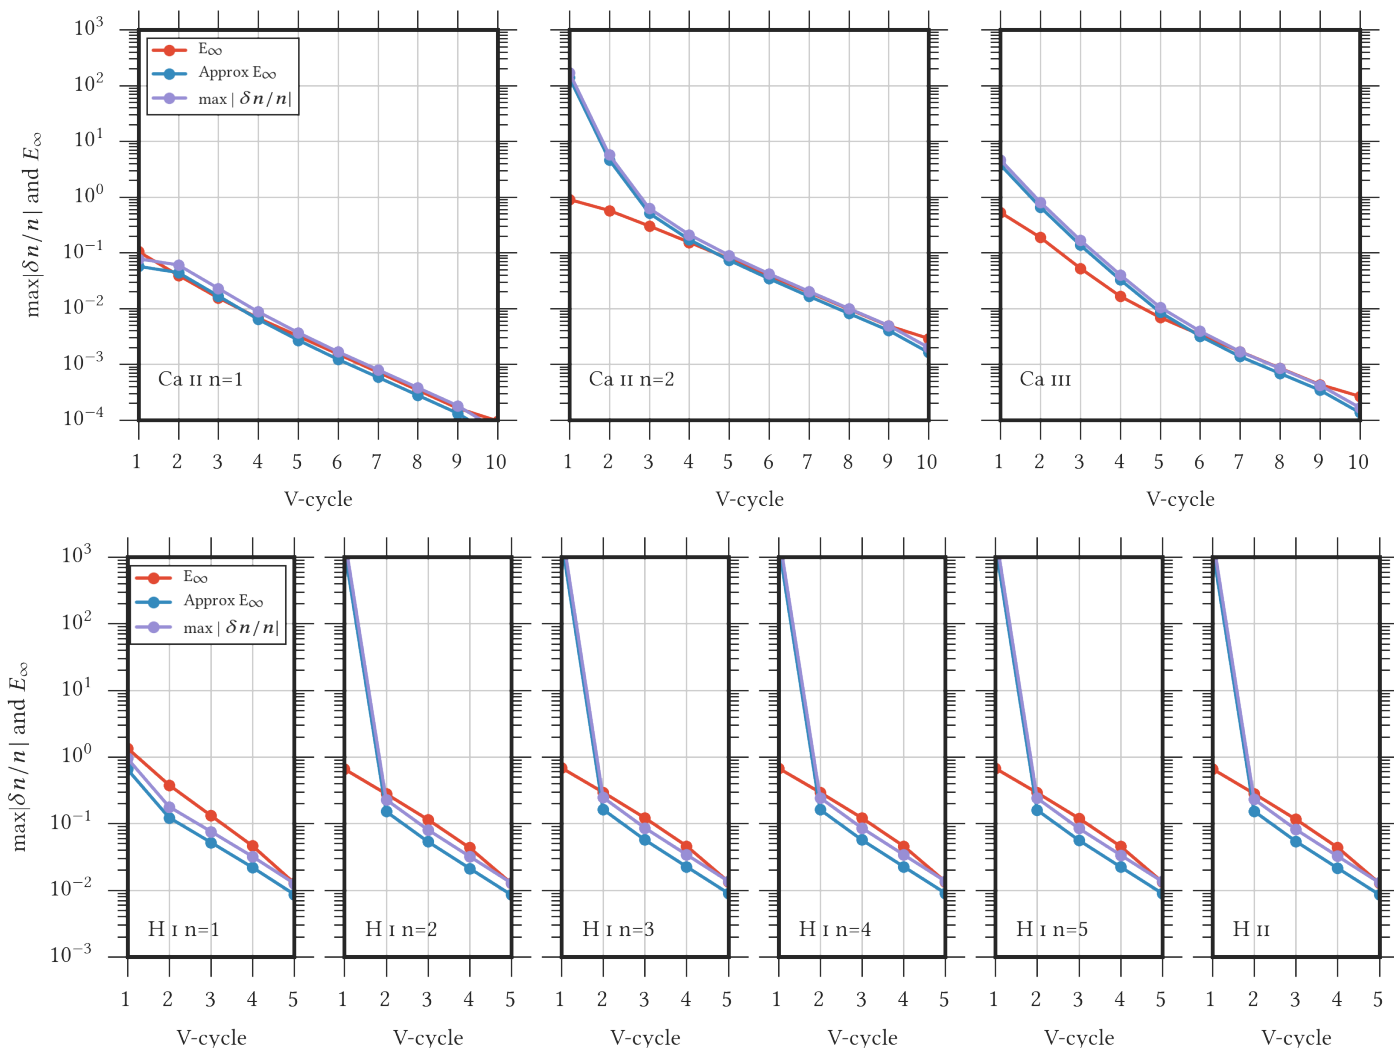 max|δn/n| and E∞
10³
10²
10¹
10⁰
10⁻¹
10⁻²
10⁻³
10⁻⁴
E∞
Approx E∞
max | δn/n|
Ca II n=1
1 2 3 4 5 6 7 8 9 10
V-cycle
Ca II n=2
1 2 3 4 5 6 7 8 9 10
V-cycle
Ca III
1 2 3 4 5 6 7 8 9 10
V-cycle
max|δn/n| and E∞
10³
10²
10¹
10⁰
10⁻¹
10⁻²
10⁻³
E∞
Approx E∞
max | δn/n|
H I n=1
1 2 3 4 5
V-cycle
H I n=2
1 2 3 4 5
V-cycle
H I n=3
1 2 3 4 5
V-cycle
H I n=4
1 2 3 4 5
V-cycle
H I n=5
1 2 3 4 5
V-cycle
H II
1 2 3 4 5
V-cycle